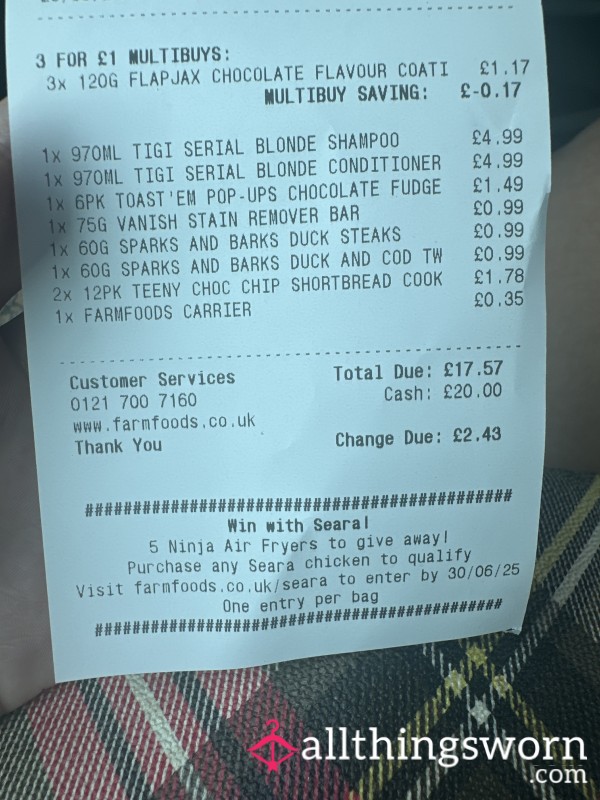 3 FOR £1 MULTIBUYS:
3x 120G FLAPJAX CHOCOLATE FLAVOUR COATI £1.17
MULTIBUY SAVING: £-0.17
1x 970ML TIGI SERIAL BLONDE SHAMPOO £4.99
1x 970ML TIGI SERIAL BLONDE CONDITIONER £4.99
1x 6PK TOAST'EM POP-UPS CHOCOLATE FUDGE £1.49
1x 75G VANISH STAIN REMOVER BAR £0.99
1x 60G SPARKS AND BARKS DUCK STEAKS £0.99
1x 60G SPARKS AND BARKS DUCK AND COD TW £0.99
2x 12PK TEENY CHOC CHIP SHORTBREAD COOK £1.78
1x FARMFOODS CARRIER £0.35
Customer Services Total Due: £17.57
0121 700 7160 Cash: £20.00
www.farmfoods.co.uk
Thank You Change Due: £2.43
############################################
Win with Seara!
5 Ninja Air Fryers to give away!
Purchase any Seara chicken to qualify
Visit farmfoods.co.uk/seara to enter by 30/06/25
One entry per bag
############################################
allthingsworn
.com